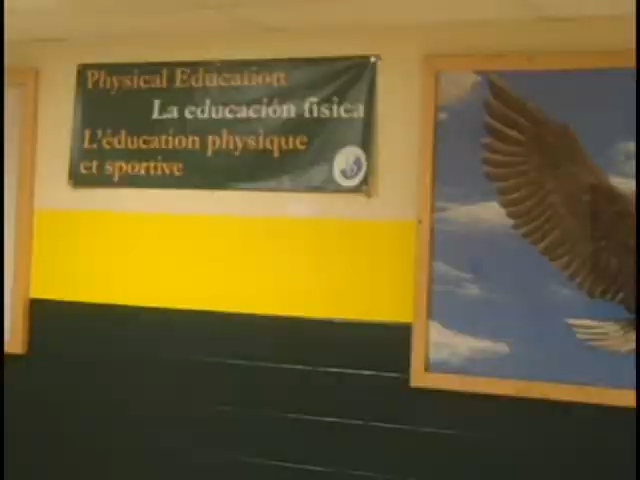 Physical Education
La educación física
L'éducation physique
et sportive